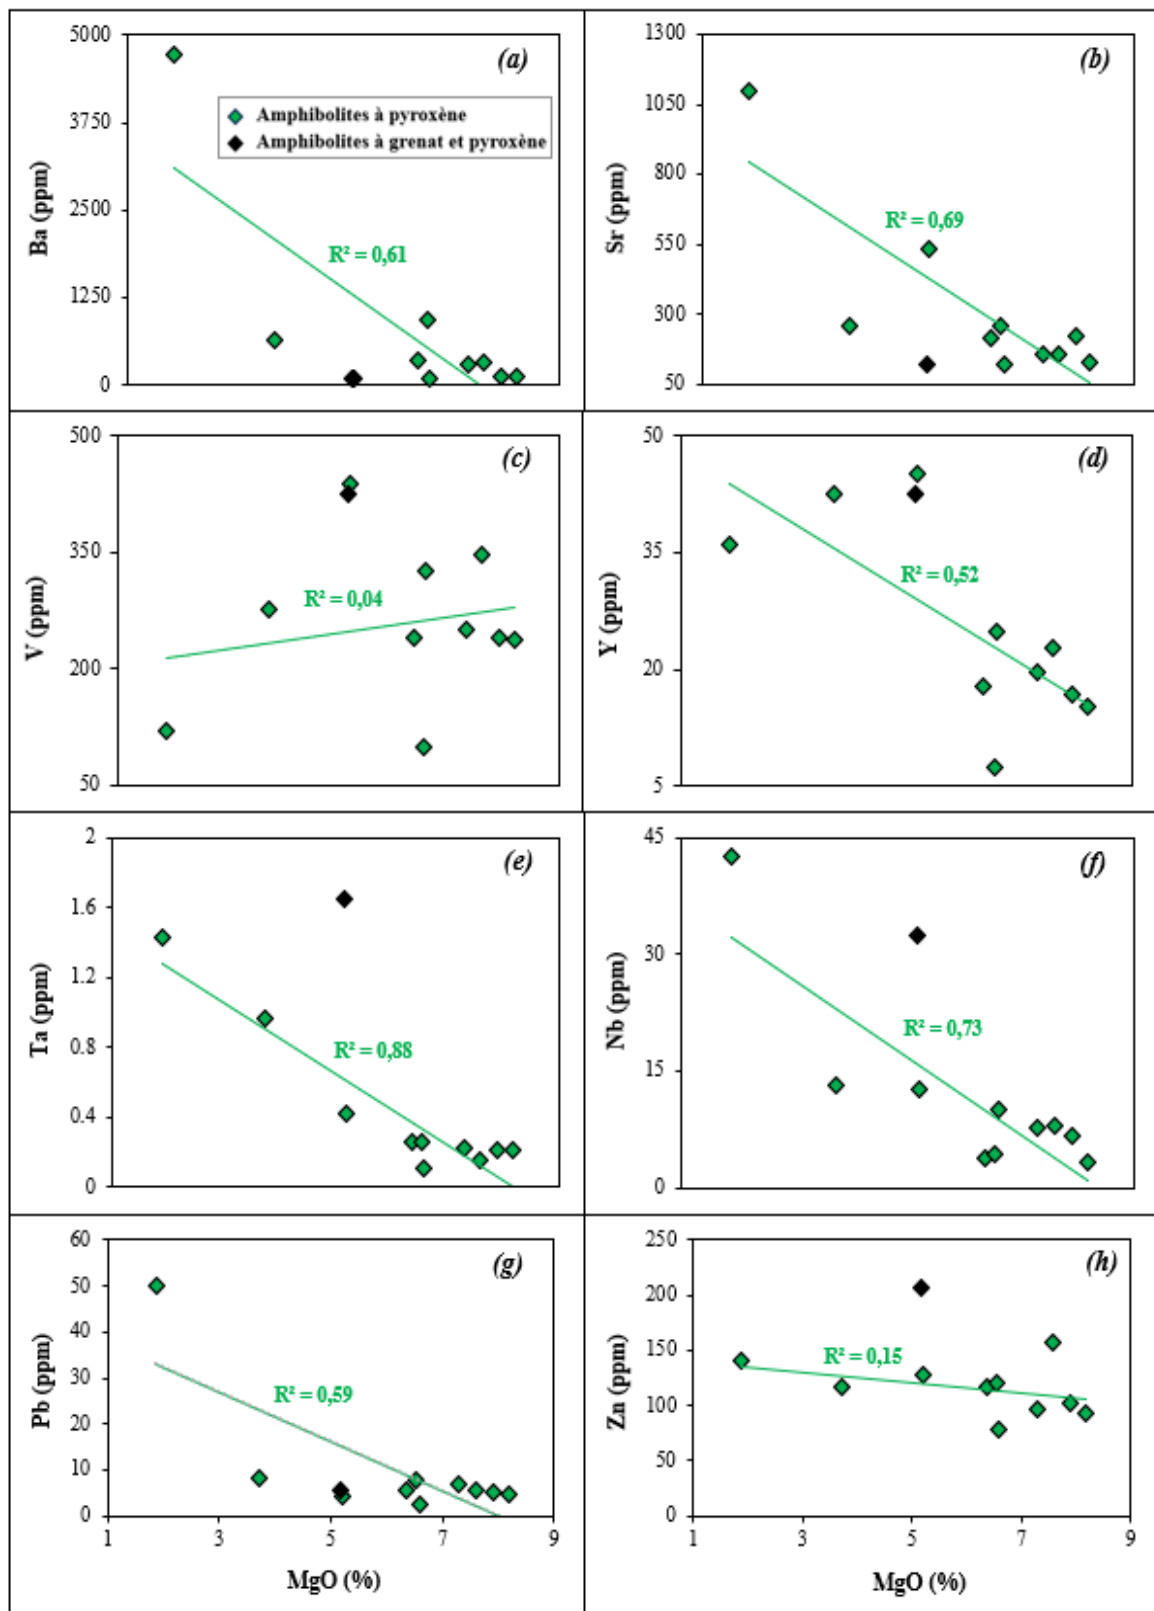 5000
3750
2500
1250
0
Ba (ppm)
(a)
Amphibolites à pyroxène
Amphibolites à grenat et pyroxène
R² = 0,61
1300
1050
800
550
300
50
Sr (ppm)
(b)
R² = 0,69
500
350
200
50
V (ppm)
(c)
R² = 0,04
50
35
20
5
Y (ppm)
(d)
R² = 0,52
2
1.6
1.2
0.8
0.4
0
Ta (ppm)
(e)
R² = 0,88
45
30
15
0
Nb (ppm)
(f)
R² = 0,73
60
50
40
30
20
10
0
Pb (ppm)
(g)
R² = 0,59
1 3 5 7 9
MgO (%)
250
200
150
100
50
0
Zn (ppm)
(h)
R² = 0,15
1 3 5 7 9
MgO (%)